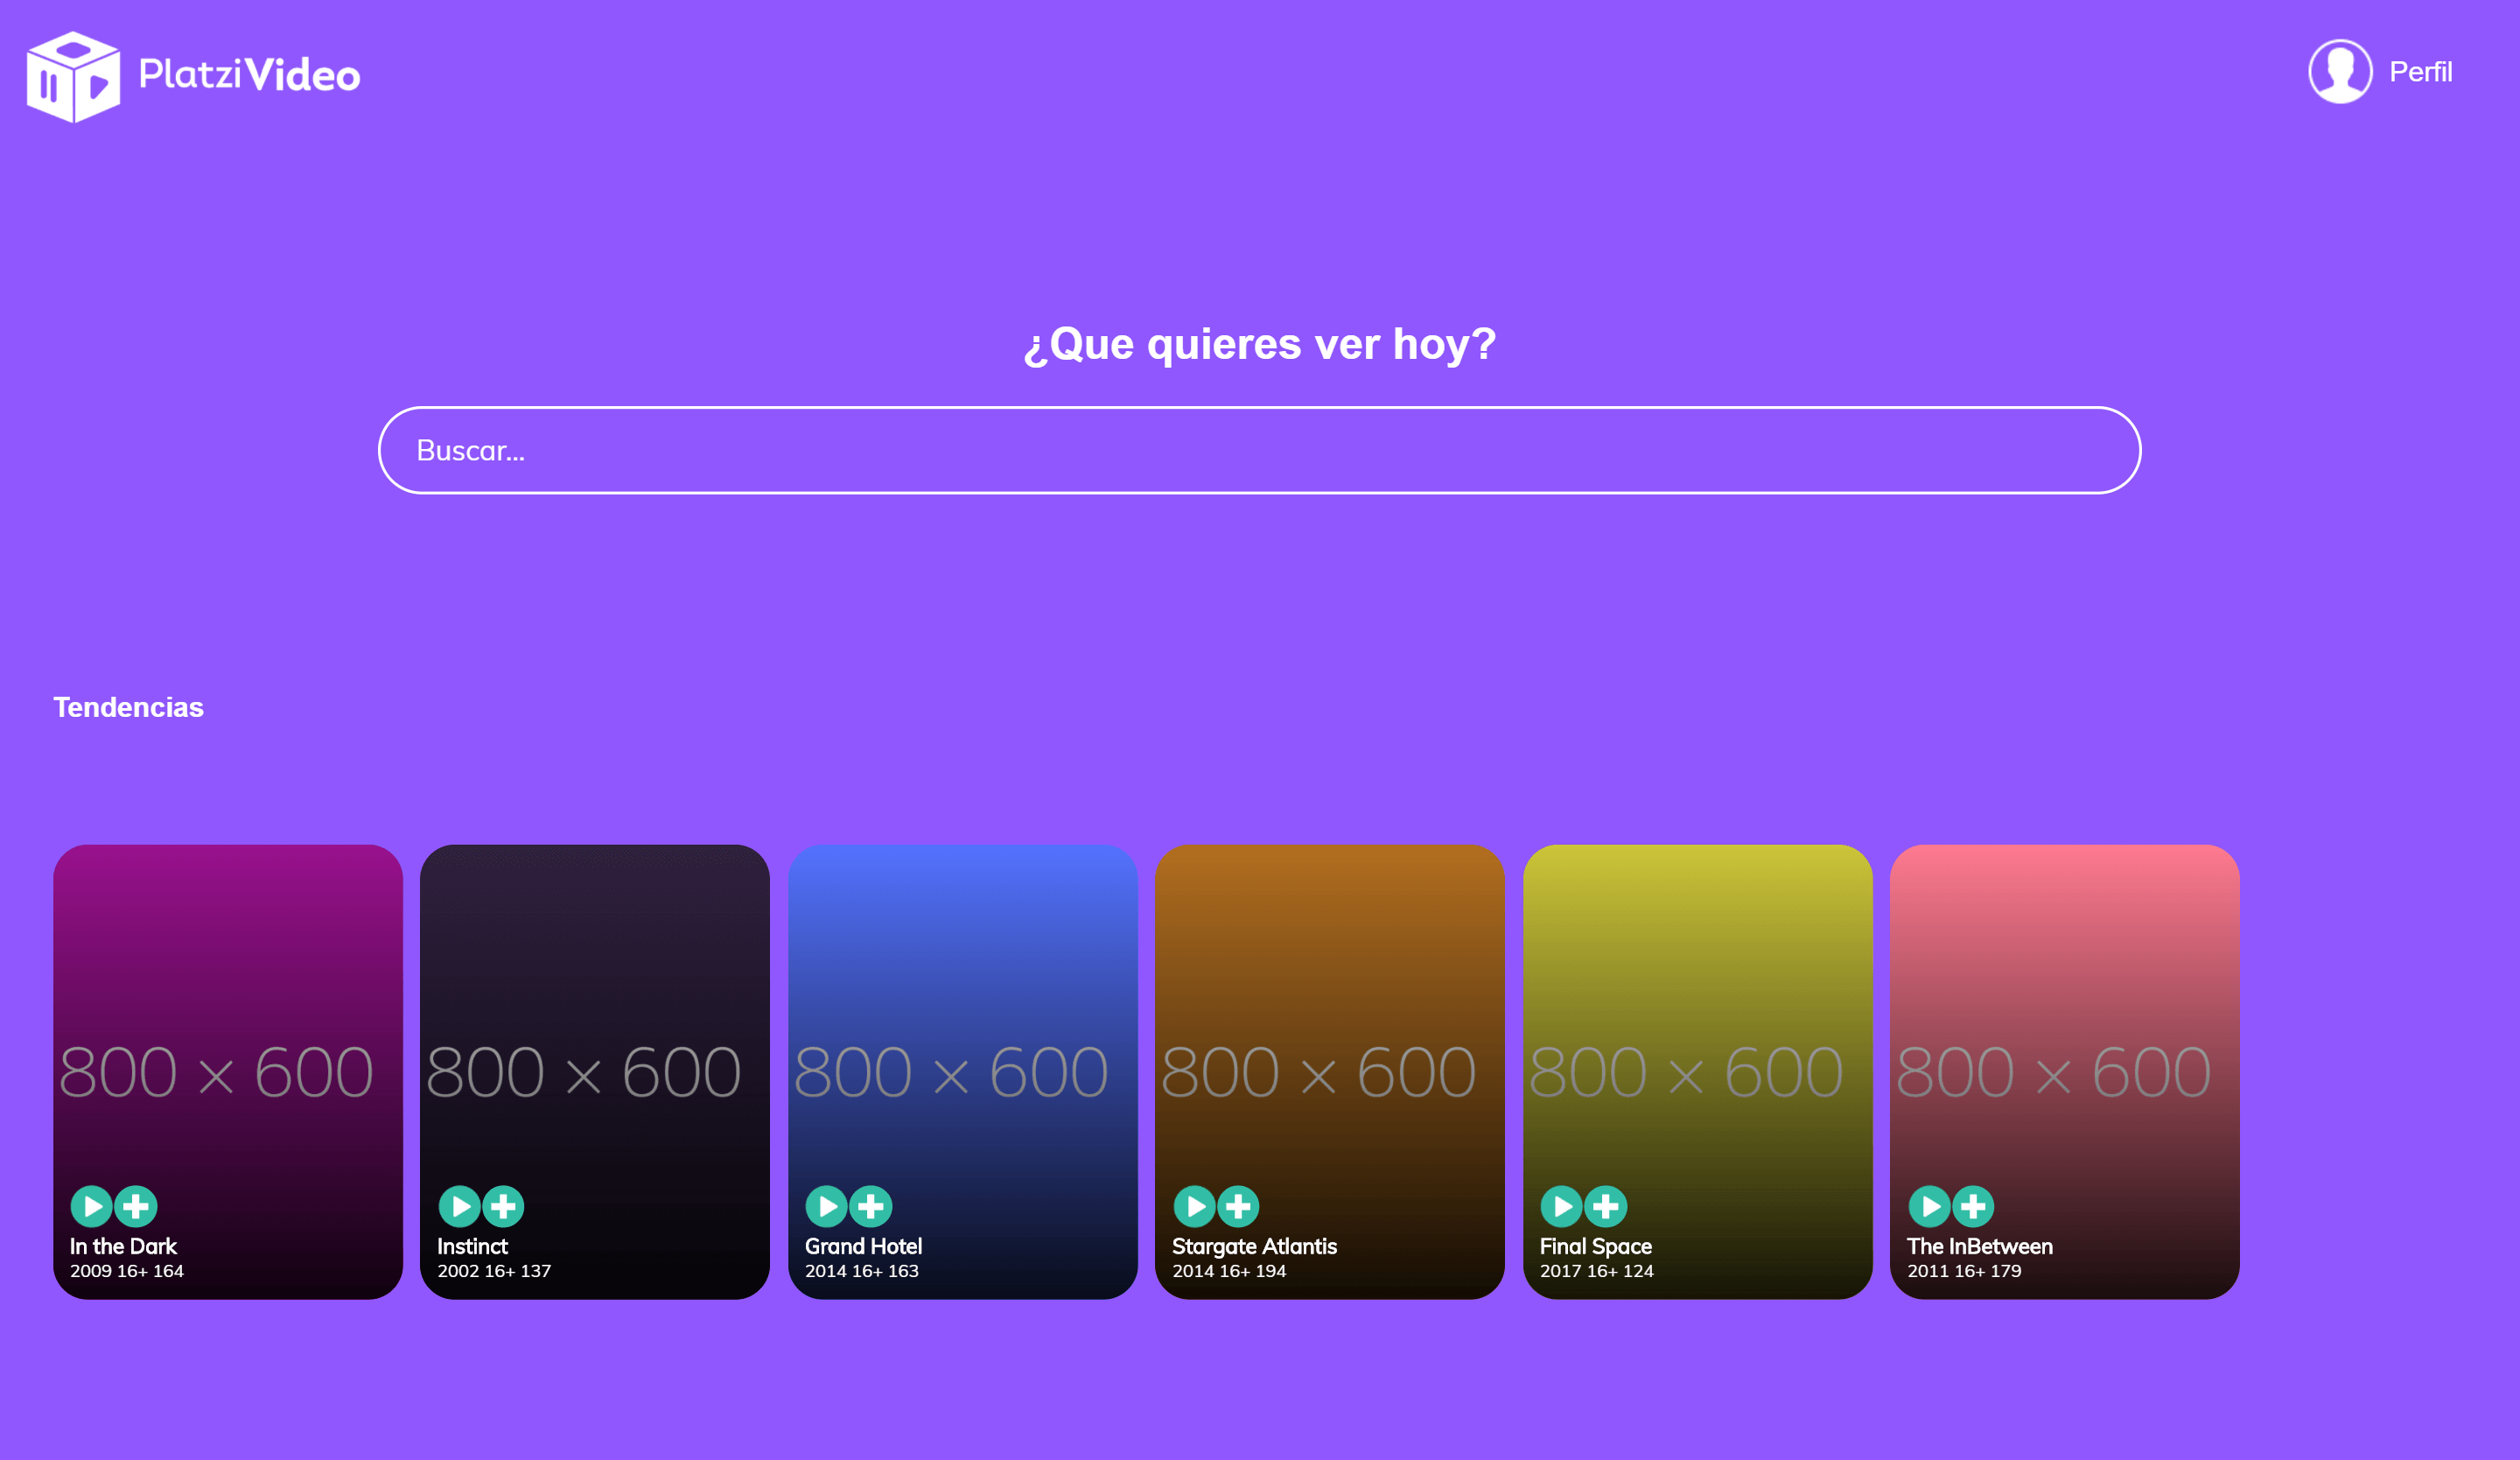 PlatziVideo
Perfil
¿Que quieres ver hoy?
Buscar...
Tendencias
800 × 600
In the Dark
2009 16+ 164
800 × 600
Instinct
2002 16+ 137
800 × 600
Grand Hotel
2014 16+ 163
800 × 600
Stargate Atlantis
2014 16+ 194
800 × 600
Final Space
2017 16+ 124
800 × 600
The InBetween
2011 16+ 179